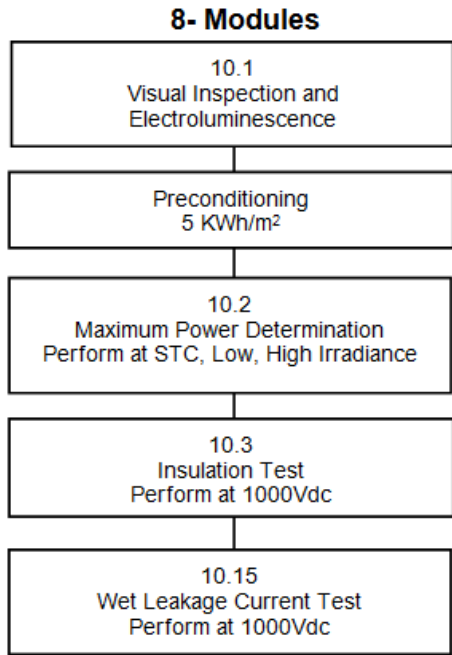 8- Modules
10.1
Visual Inspection and
Electroluminescence
Preconditioning
5 KWh/m²
10.2
Maximum Power Determination
Perform at STC, Low, High Irradiance
10.3
Insulation Test
Perform at 1000Vdc
10.15
Wet Leakage Current Test
Perform at 1000Vdc